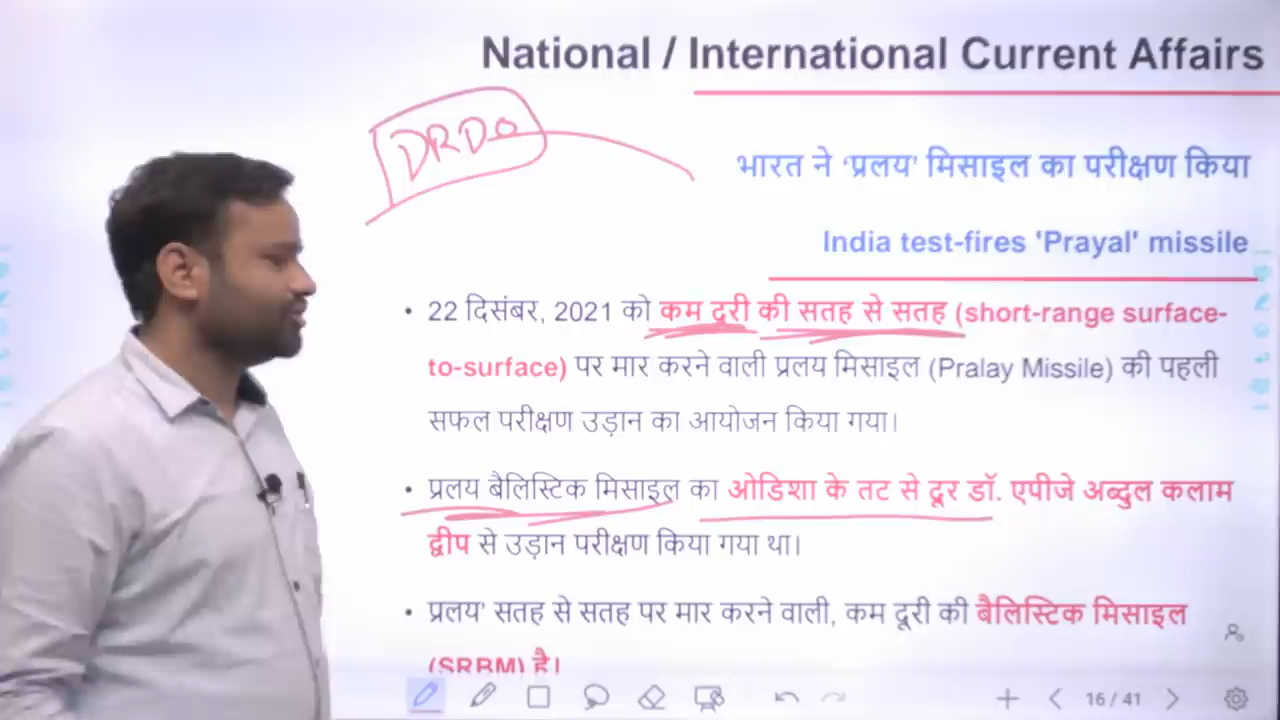 National / International Current Affairs
DRDO
भारत ने ‘प्रलय’ मिसाइल का परीक्षण किया
India test-fires 'Prayal' missile
• 22 दिसंबर, 2021 को कम दूरी की सतह से सतह (short-range surface-
to-surface) पर मार करने वाली प्रलय मिसाइल (Pralay Missile) की पहली
सफल परीक्षण उड़ान का आयोजन किया गया।
• प्रलय बैलिस्टिक मिसाइल का ओडिशा के तट से दूर डॉ. एपीजे अब्दुल कलाम
द्वीप से उड़ान परीक्षण किया गया था।
• प्रलय' सतह से सतह पर मार करने वाली, कम दूरी की बैलिस्टिक मिसाइल
(SRBM) है।
16 / 41